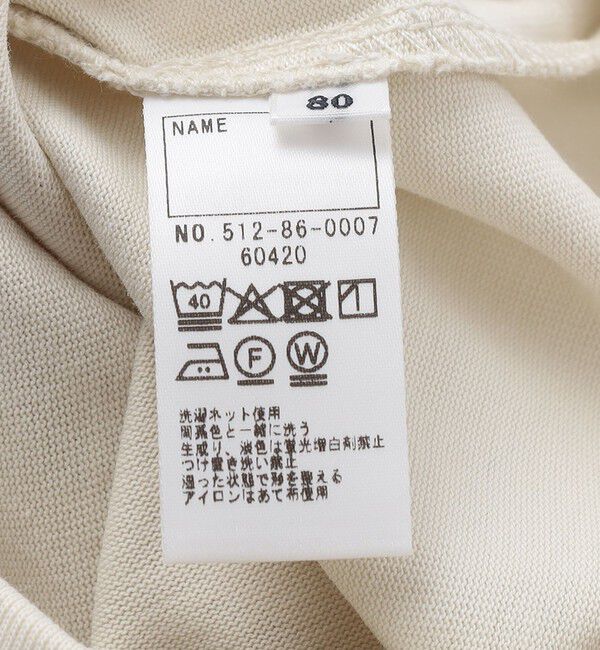 80
NAME
NO. 512-86-0007
60420
40
F
W
洗濯ネット使用
同系色と一緒に洗う
生成り、淡色は蛍光増白剤禁止
つけ置き洗い禁止
湿った状態で形を整える
アイロンはあて布使用